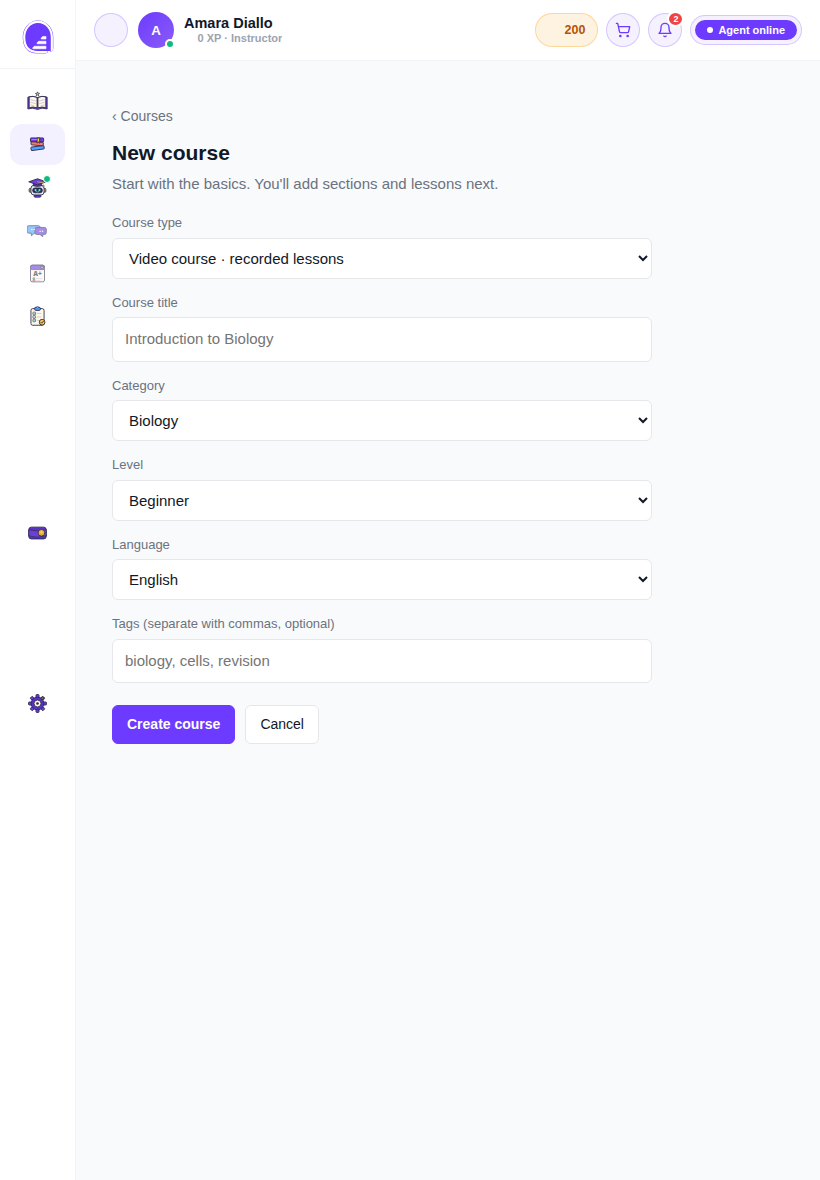 A
Amara Diallo
0 XP · Instructor
200
2
Agent online
‹ Courses
New course
Start with the basics. You'll add sections and lessons next.
Course type
Video course · recorded lessons
Course title
Introduction to Biology
Category
Biology
Level
Beginner
Language
English
Tags (separate with commas, optional)
biology, cells, revision
Create course
Cancel
A+